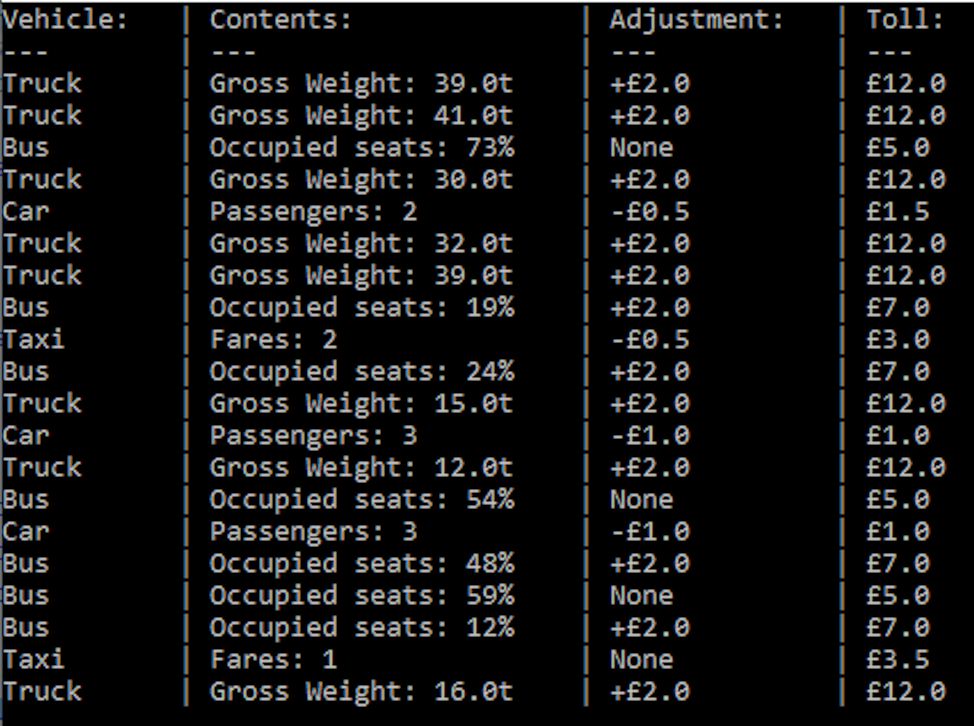 Vehicle: | Contents: | Adjustment: | Toll:
--- | --- | --- | ---
Truck | Gross Weight: 39.0t | +£2.0 | £12.0
Truck | Gross Weight: 41.0t | +£2.0 | £12.0
Bus | Occupied seats: 73% | None | £5.0
Truck | Gross Weight: 30.0t | +£2.0 | £12.0
Car | Passengers: 2 | -£0.5 | £1.5
Truck | Gross Weight: 32.0t | +£2.0 | £12.0
Truck | Gross Weight: 39.0t | +£2.0 | £12.0
Bus | Occupied seats: 19% | +£2.0 | £7.0
Taxi | Fares: 2 | -£0.5 | £3.0
Bus | Occupied seats: 24% | +£2.0 | £7.0
Truck | Gross Weight: 15.0t | +£2.0 | £12.0
Car | Passengers: 3 | -£1.0 | £1.0
Truck | Gross Weight: 12.0t | +£2.0 | £12.0
Bus | Occupied seats: 54% | None | £5.0
Car | Passengers: 3 | -£1.0 | £1.0
Bus | Occupied seats: 48% | +£2.0 | £7.0
Bus | Occupied seats: 59% | None | £5.0
Bus | Occupied seats: 12% | +£2.0 | £7.0
Taxi | Fares: 1 | None | £3.5
Truck | Gross Weight: 16.0t | +£2.0 | £12.0